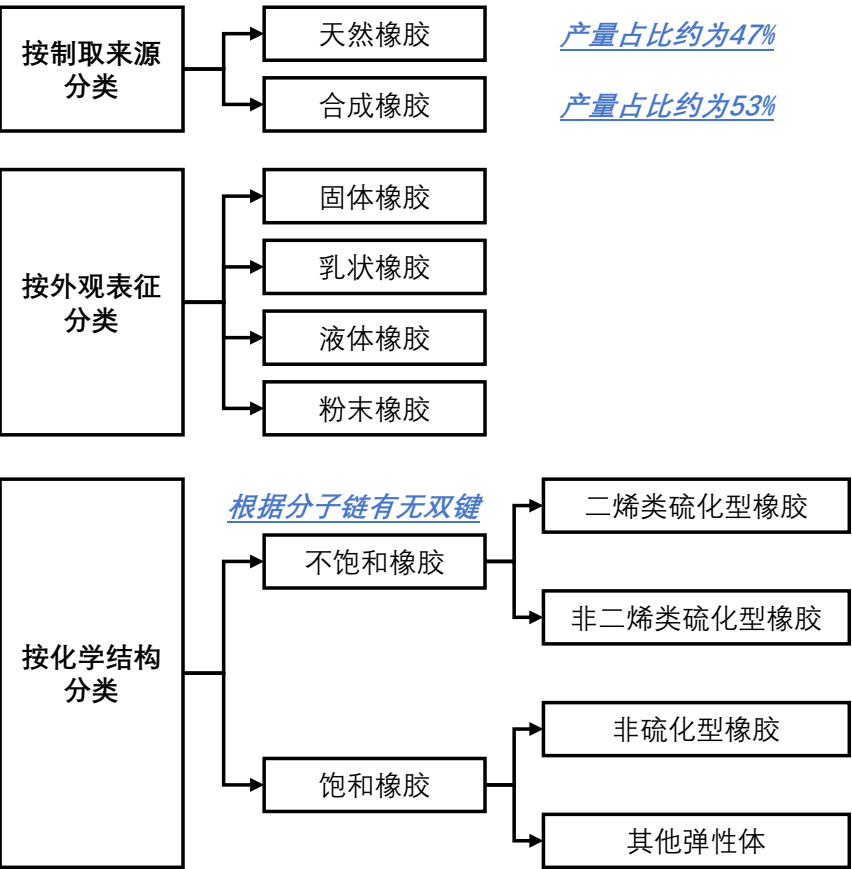 按制取来源
分类
天然橡胶
产量占比约为47%
合成橡胶
产量占比约为53%
按外观表征
分类
固体橡胶
乳状橡胶
液体橡胶
粉末橡胶
按化学结构
分类
根据分子链有无双键
不饱和橡胶
二烯类硫化型橡胶
非二烯类硫化型橡胶
饱和橡胶
非硫化型橡胶
其他弹性体